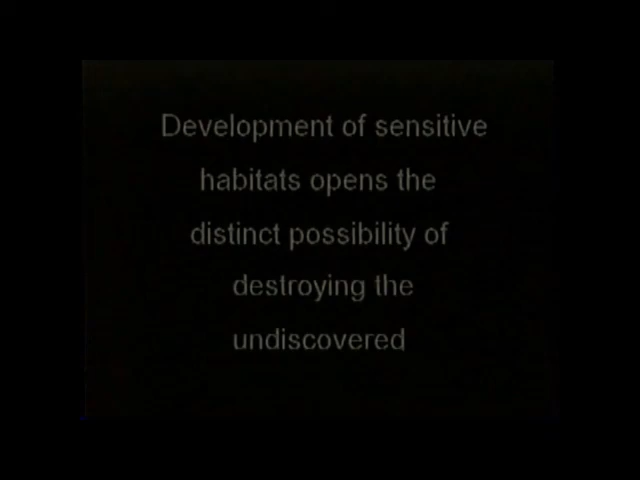 Development of sensitive
habitats opens the
distinct possibility of
destroying the
undiscovered